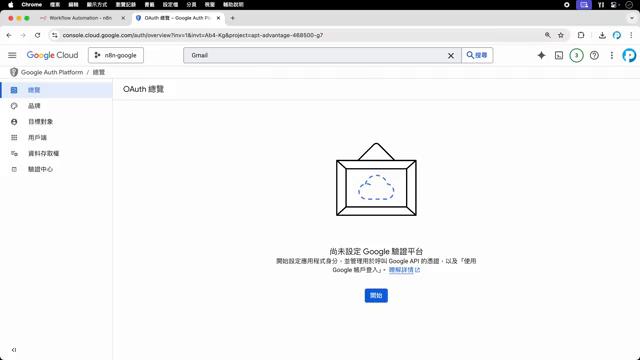 Chrome 檔案 編輯 顯示方式 瀏覽記錄 書籤 設定檔 分頁 視窗 輔助說明
Workflow Automation - n8n
OAuth 總覽 – Google Auth Pl
console.cloud.google.com/auth/overview?inv=1&invt=Ab4-Kg&project=apt-advantage-468500-g7
Google Cloud
n8n-google
Gmail
搜尋
3
Google Auth Platform / 總覽
總覽
OAuth 總覽
品牌
目標對象
用戶端
資料存取權
驗證中心
尚未設定 Google 驗證平台
開始設定應用程式身分，並管理用於呼叫 Google API 的憑證，以及「使用
Google 帳戶登入」。瞭解詳情
開始